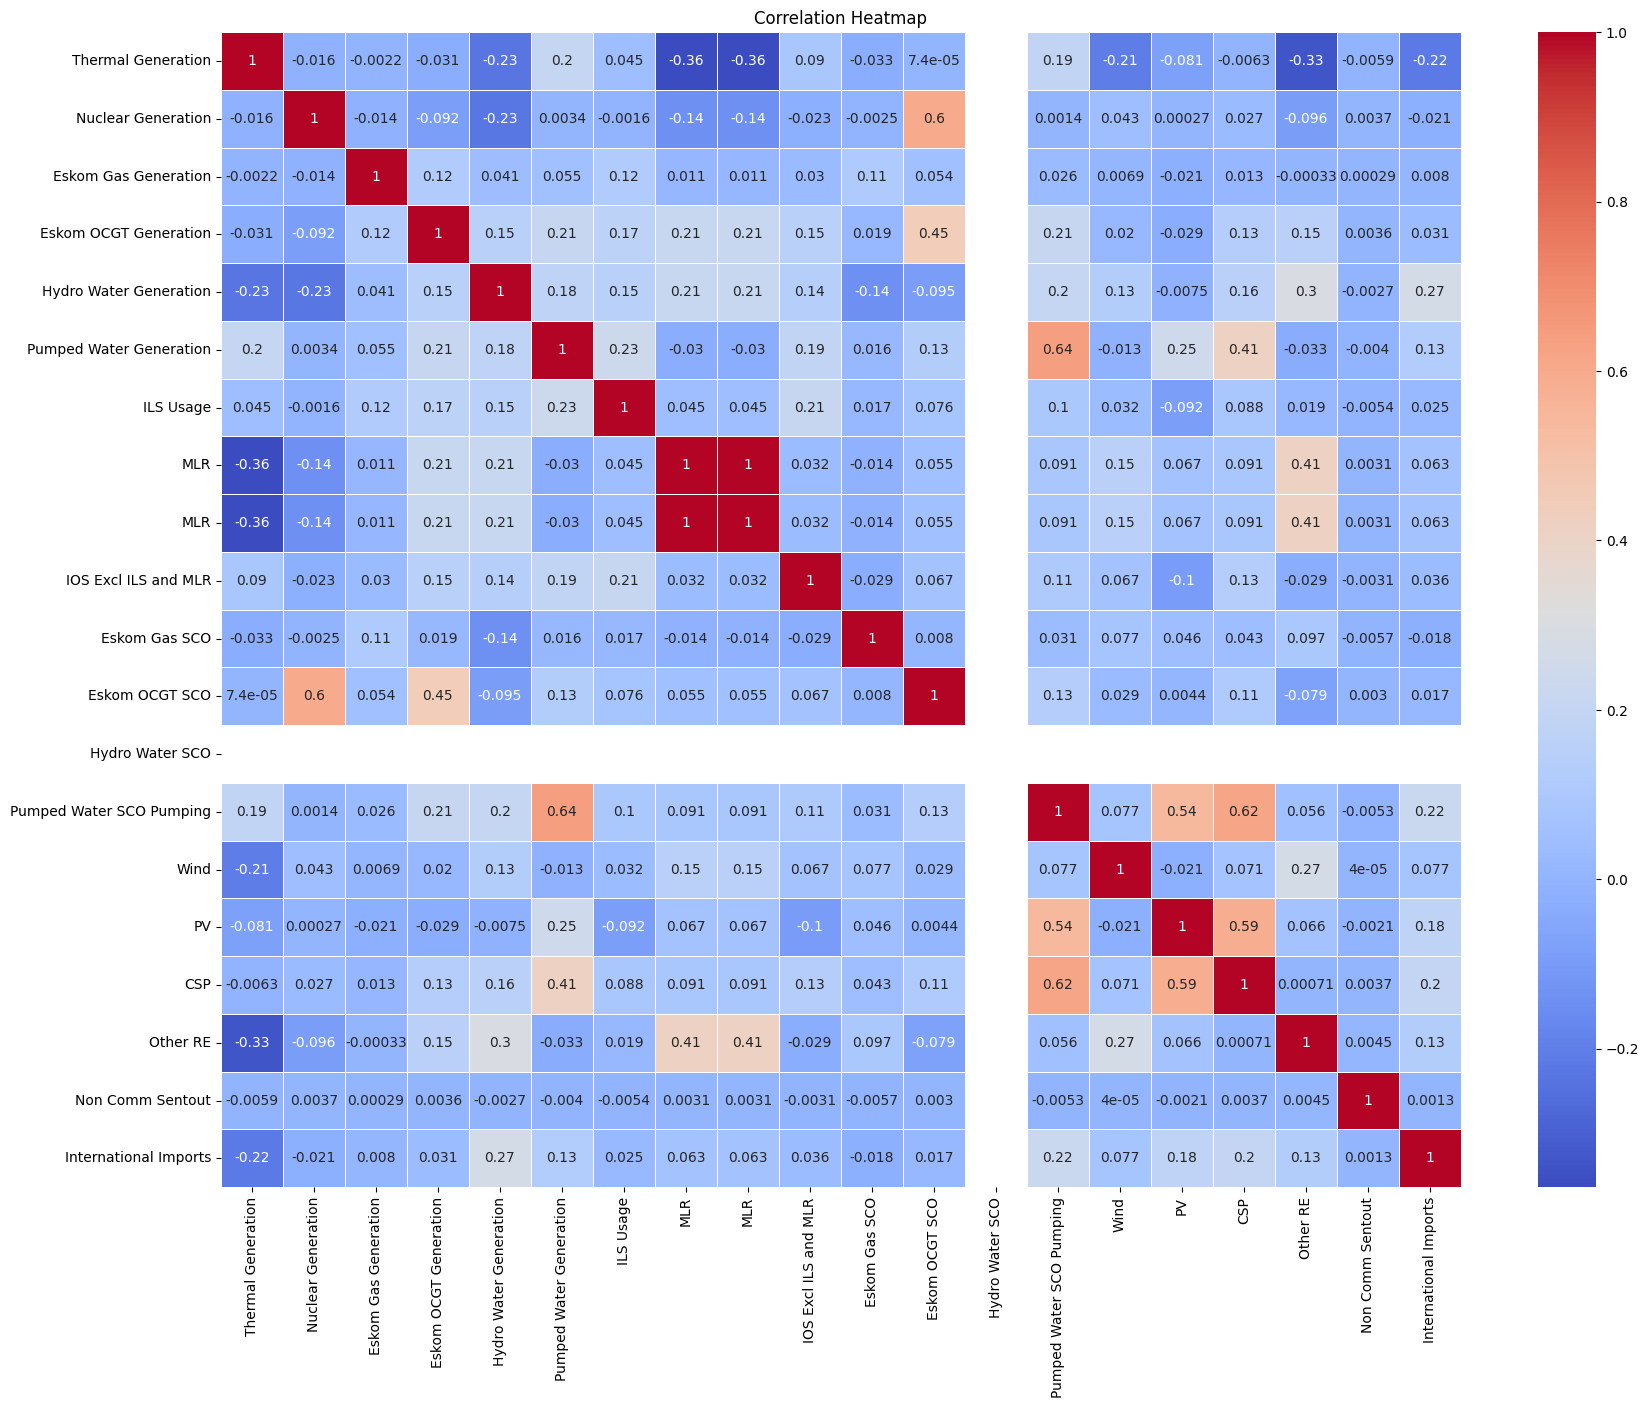 Correlation Heatmap
Thermal Generation 1 -0.016 -0.0022 -0.031 -0.23 0.2 0.045 -0.36 -0.36 0.09 -0.033 7.4e-05 0.19 -0.21 -0.081 -0.0063 -0.33 -0.0059 -0.22
Nuclear Generation -0.016 1 -0.014 -0.092 -0.23 0.0034 -0.0016 -0.14 -0.14 -0.023 -0.0025 0.6 0.0014 0.043 0.00027 0.027 -0.096 0.0037 -0.021
Eskom Gas Generation -0.0022 -0.014 1 0.12 0.041 0.055 0.12 0.011 0.011 0.03 0.11 0.054 0.026 0.0069 -0.021 0.013 -0.00033 0.00029 0.008
Eskom OCGT Generation -0.031 -0.092 0.12 1 0.15 0.21 0.17 0.21 0.21 0.15 0.019 0.45 0.21 0.02 -0.029 0.13 0.15 0.0036 0.031
Hydro Water Generation -0.23 -0.23 0.041 0.15 1 0.18 0.15 0.21 0.21 0.14 -0.14 -0.095 0.2 0.13 -0.0075 0.16 0.3 -0.0027 0.27
Pumped Water Generation 0.2 0.0034 0.055 0.21 0.18 1 0.23 -0.03 -0.03 0.19 0.016 0.13 0.64 -0.013 0.25 0.41 -0.033 -0.004 0.13
ILS Usage 0.045 -0.0016 0.12 0.17 0.15 0.23 1 0.045 0.045 0.21 0.017 0.076 0.1 0.032 -0.092 0.088 0.019 -0.0054 0.025
MLR -0.36 -0.14 0.011 0.21 0.21 -0.03 0.045 1 1 0.032 -0.014 0.055 0.091 0.15 0.067 0.091 0.41 0.0031 0.063
MLR -0.36 -0.14 0.011 0.21 0.21 -0.03 0.045 1 1 0.032 -0.014 0.055 0.091 0.15 0.067 0.091 0.41 0.0031 0.063
IOS Excl ILS and MLR 0.09 -0.023 0.03 0.15 0.14 0.19 0.21 0.032 0.032 1 -0.029 0.067 0.11 0.067 -0.1 0.13 -0.029 -0.0031 0.036
Eskom Gas SCO -0.033 -0.0025 0.11 0.019 -0.14 0.016 0.017 -0.014 -0.014 -0.029 1 0.008 0.031 0.077 0.046 0.043 0.097 -0.0057 -0.018
Eskom OCGT SCO 7.4e-05 0.6 0.054 0.45 -0.095 0.13 0.076 0.055 0.055 0.067 0.008 1 0.13 0.029 0.0044 0.11 -0.079 0.003 0.017
Hydro Water SCO
Pumped Water SCO Pumping 0.19 0.0014 0.026 0.21 0.2 0.64 0.1 0.091 0.091 0.11 0.031 0.13 1 0.077 0.54 0.62 0.056 -0.0053 0.22
Wind -0.21 0.043 0.0069 0.02 0.13 -0.013 0.032 0.15 0.15 0.067 0.077 0.029 0.077 1 -0.021 0.071 0.27 4e-05 0.077
PV -0.081 0.00027 -0.021 -0.029 -0.0075 0.25 -0.092 0.067 0.067 -0.1 0.046 0.0044 0.54 -0.021 1 0.59 0.066 -0.0021 0.18
CSP -0.0063 0.027 0.013 0.13 0.16 0.41 0.088 0.091 0.091 0.13 0.043 0.11 0.62 0.071 0.59 1 0.00071 0.0037 0.2
Other RE -0.33 -0.096 -0.00033 0.15 0.3 -0.033 0.019 0.41 0.41 -0.029 0.097 -0.079 0.056 0.27 0.066 0.00071 1 0.0045 0.13
Non Comm Sentout -0.0059 0.0037 0.00029 0.0036 -0.0027 -0.004 -0.0054 0.0031 0.0031 -0.0031 -0.0057 0.003 -0.0053 4e-05 -0.0021 0.0037 0.0045 1 0.0013
International Imports -0.22 -0.021 0.008 0.031 0.27 0.13 0.025 0.063 0.063 0.036 -0.018 0.017 0.22 0.077 0.18 0.2 0.13 0.0013 1
Thermal Generation
Nuclear Generation
Eskom Gas Generation
Eskom OCGT Generation
Hydro Water Generation
Pumped Water Generation
ILS Usage
MLR
MLR
IOS Excl ILS and MLR
Eskom Gas SCO
Eskom OCGT SCO
Hydro Water SCO
Pumped Water SCO Pumping
Wind
PV
CSP
Other RE
Non Comm Sentout
International Imports
1.0
0.8
0.6
0.4
0.2
0.0
−0.2